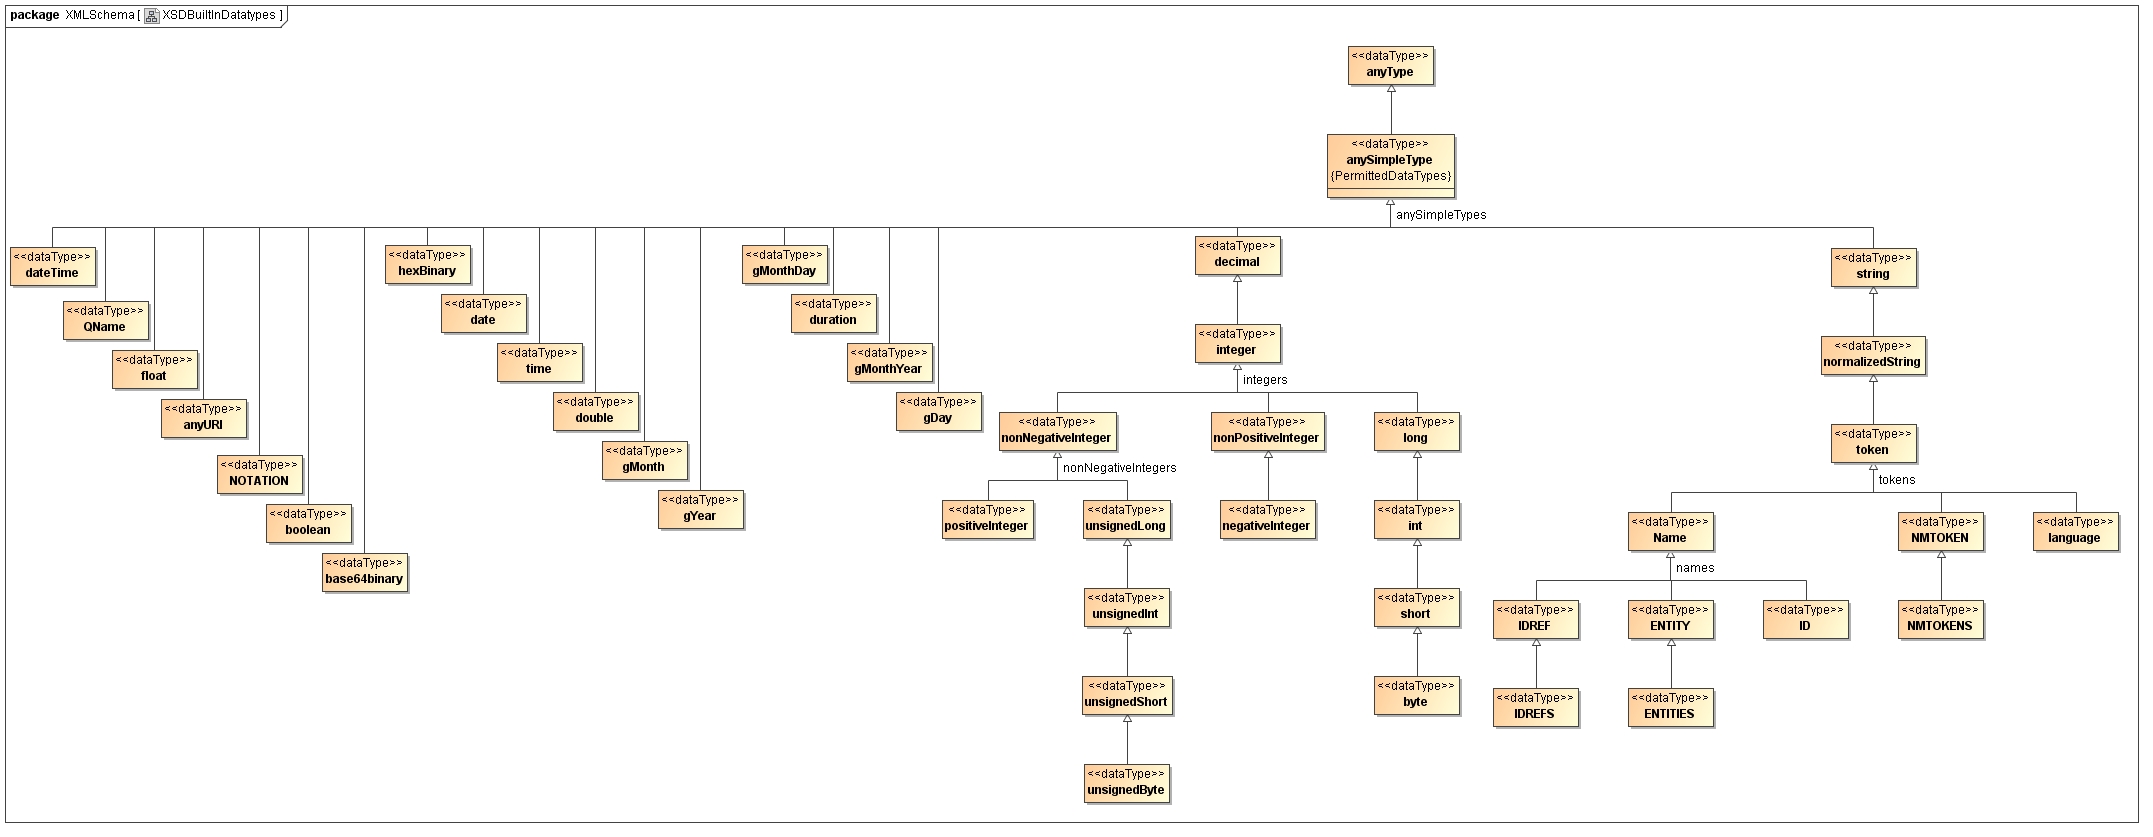 package XMLSchema [ XSDBuiltInDatatypes ]
<<dataType>>
anyType
<<dataType>>
anySimpleType
{PermittedDataTypes}
anySimpleTypes
<<dataType>>
dateTime
<<dataType>>
QName
<<dataType>>
float
<<dataType>>
anyURI
<<dataType>>
NOTATION
<<dataType>>
boolean
<<dataType>>
base64binary
<<dataType>>
hexBinary
<<dataType>>
date
<<dataType>>
time
<<dataType>>
double
<<dataType>>
gMonth
<<dataType>>
gYear
<<dataType>>
gMonthDay
<<dataType>>
duration
<<dataType>>
gMonthYear
<<dataType>>
gDay
<<dataType>>
decimal
<<dataType>>
integer
integers
<<dataType>>
nonNegativeInteger
nonNegativeIntegers
<<dataType>>
positiveInteger
<<dataType>>
unsignedLong
<<dataType>>
unsignedInt
<<dataType>>
unsignedShort
<<dataType>>
unsignedByte
<<dataType>>
nonPositiveInteger
<<dataType>>
negativeInteger
<<dataType>>
long
<<dataType>>
int
<<dataType>>
short
<<dataType>>
byte
<<dataType>>
string
<<dataType>>
normalizedString
<<dataType>>
token
tokens
<<dataType>>
Name
names
<<dataType>>
IDREF
<<dataType>>
IDREFS
<<dataType>>
ENTITY
<<dataType>>
ENTITIES
<<dataType>>
ID
<<dataType>>
NMTOKEN
<<dataType>>
NMTOKENS
<<dataType>>
language